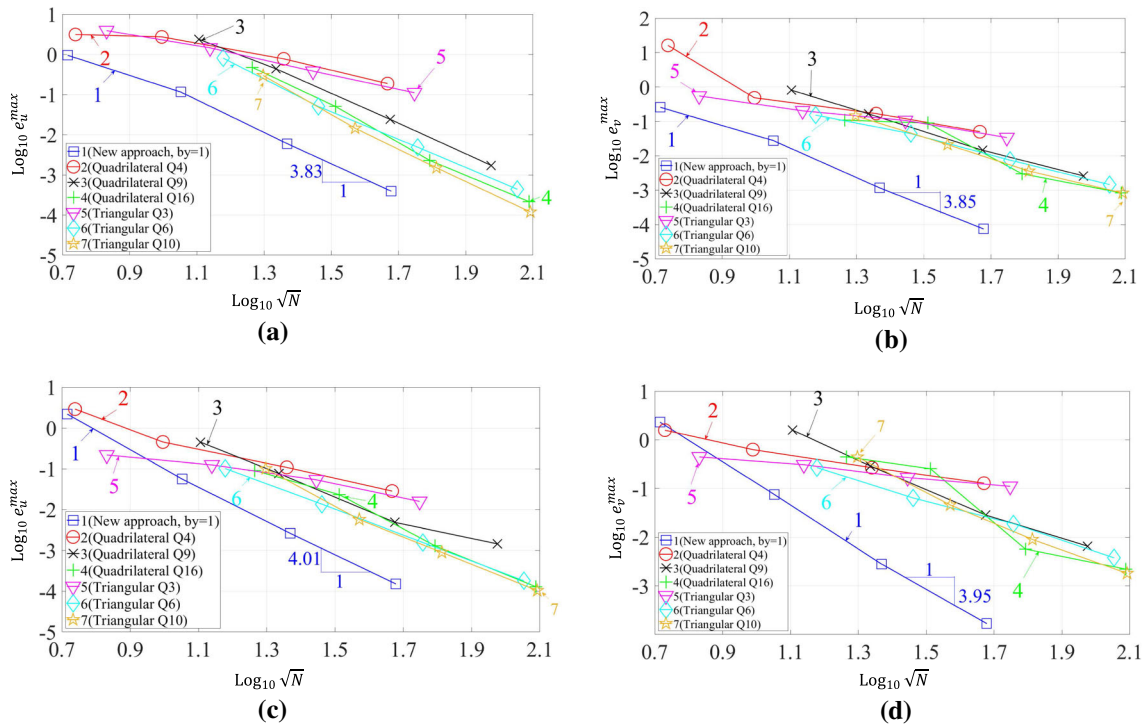 1
0
-1
-2
-3
-4
-5
Log10 e_u^max
3
2
1
5
6
7
3.83
1
4
1(New approach, by=1)
2(Quadrilateral Q4)
3(Quadrilateral Q9)
4(Quadrilateral Q16)
5(Triangular Q3)
6(Triangular Q6)
7(Triangular Q10)
0.7 0.9 1.1 1.3 1.5 1.7 1.9 2.1
Log₁₀ √N
(a)
2
1
0
-1
-2
-3
-4
-5
Log10 e_v^max
2
3
5
1
6
1
3.85
4
7
1(New approach, by=1)
2(Quadrilateral Q4)
3(Quadrilateral Q9)
4(Quadrilateral Q16)
5(Triangular Q3)
6(Triangular Q6)
7(Triangular Q10)
0.7 0.9 1.1 1.3 1.5 1.7 1.9 2.1
Log₁₀ √N
(b)
1
0
-1
-2
-3
-4
-5
Log10 e_u^max
2
3
1
5
6
4
4.01
1
7
1(New approach, by=1)
2(Quadrilateral Q4)
3(Quadrilateral Q9)
4(Quadrilateral Q16)
5(Triangular Q3)
6(Triangular Q6)
7(Triangular Q10)
0.7 0.9 1.1 1.3 1.5 1.7 1.9 2.1
Log₁₀ √N
(c)
1
0
-1
-2
-3
-4
Log10 e_v^max
2
3
7
5
6
1
1
3.95
4
1(New approach, by=1)
2(Quadrilateral Q4)
3(Quadrilateral Q9)
4(Quadrilateral Q16)
5(Triangular Q3)
6(Triangular Q6)
7(Triangular Q10)
0.7 0.9 1.1 1.3 1.5 1.7 1.9 2.1
Log₁₀ √N
(d)